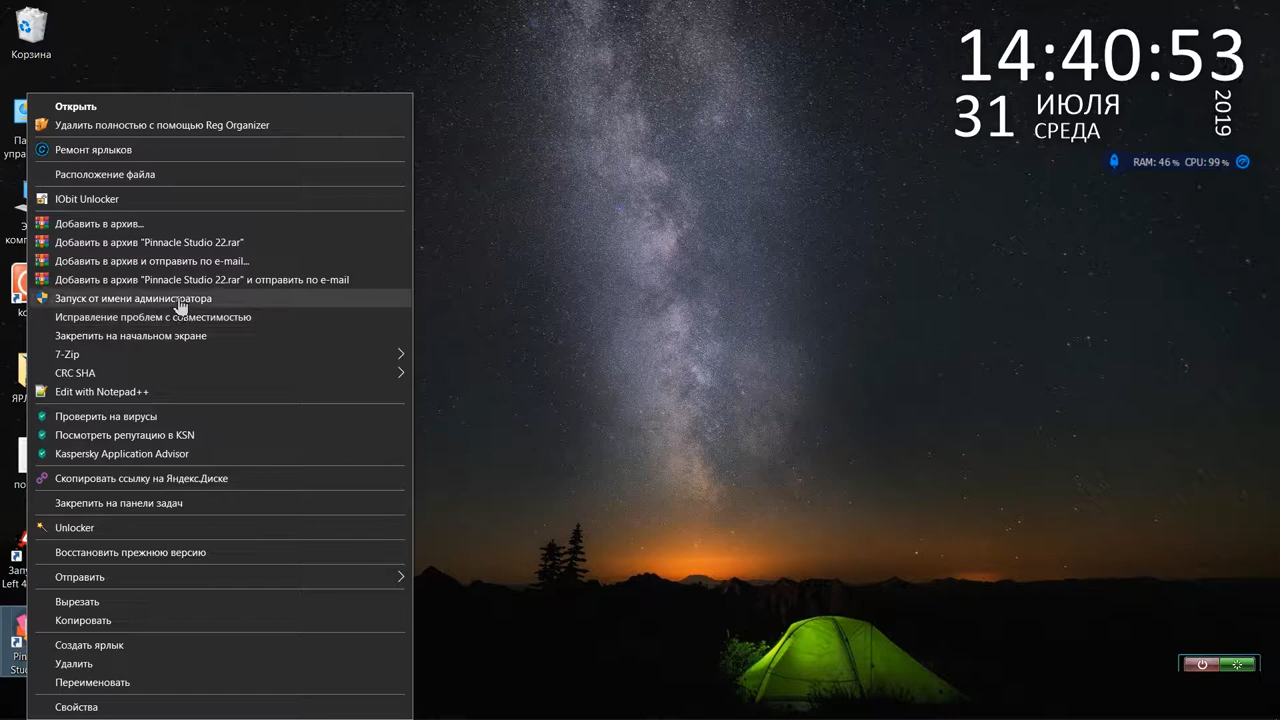 Корзина
14:40:53
31
ИЮЛЯ
СРЕДА
2019
RAM: 46 % CPU: 99 %
Открыть
Удалить полностью с помощью Reg Organizer
Ремонт ярлыков
Расположение файла
IObit Unlocker
Добавить в архив...
Добавить в архив "Pinnacle Studio 22.rar"
Добавить в архив и отправить по e-mail...
Добавить в архив "Pinnacle Studio 22.rar" и отправить по e-mail
Запуск от имени администратора
Исправление проблем с совместимостью
Закрепить на начальном экране
7-Zip
CRC SHA
Edit with Notepad++
Проверить на вирусы
Посмотреть репутацию в KSN
Kaspersky Application Advisor
Скопировать ссылку на Яндекс.Диске
Закрепить на панели задач
Unlocker
Восстановить прежнюю версию
Отправить
Вырезать
Копировать
Создать ярлык
Удалить
Переименовать
Свойства